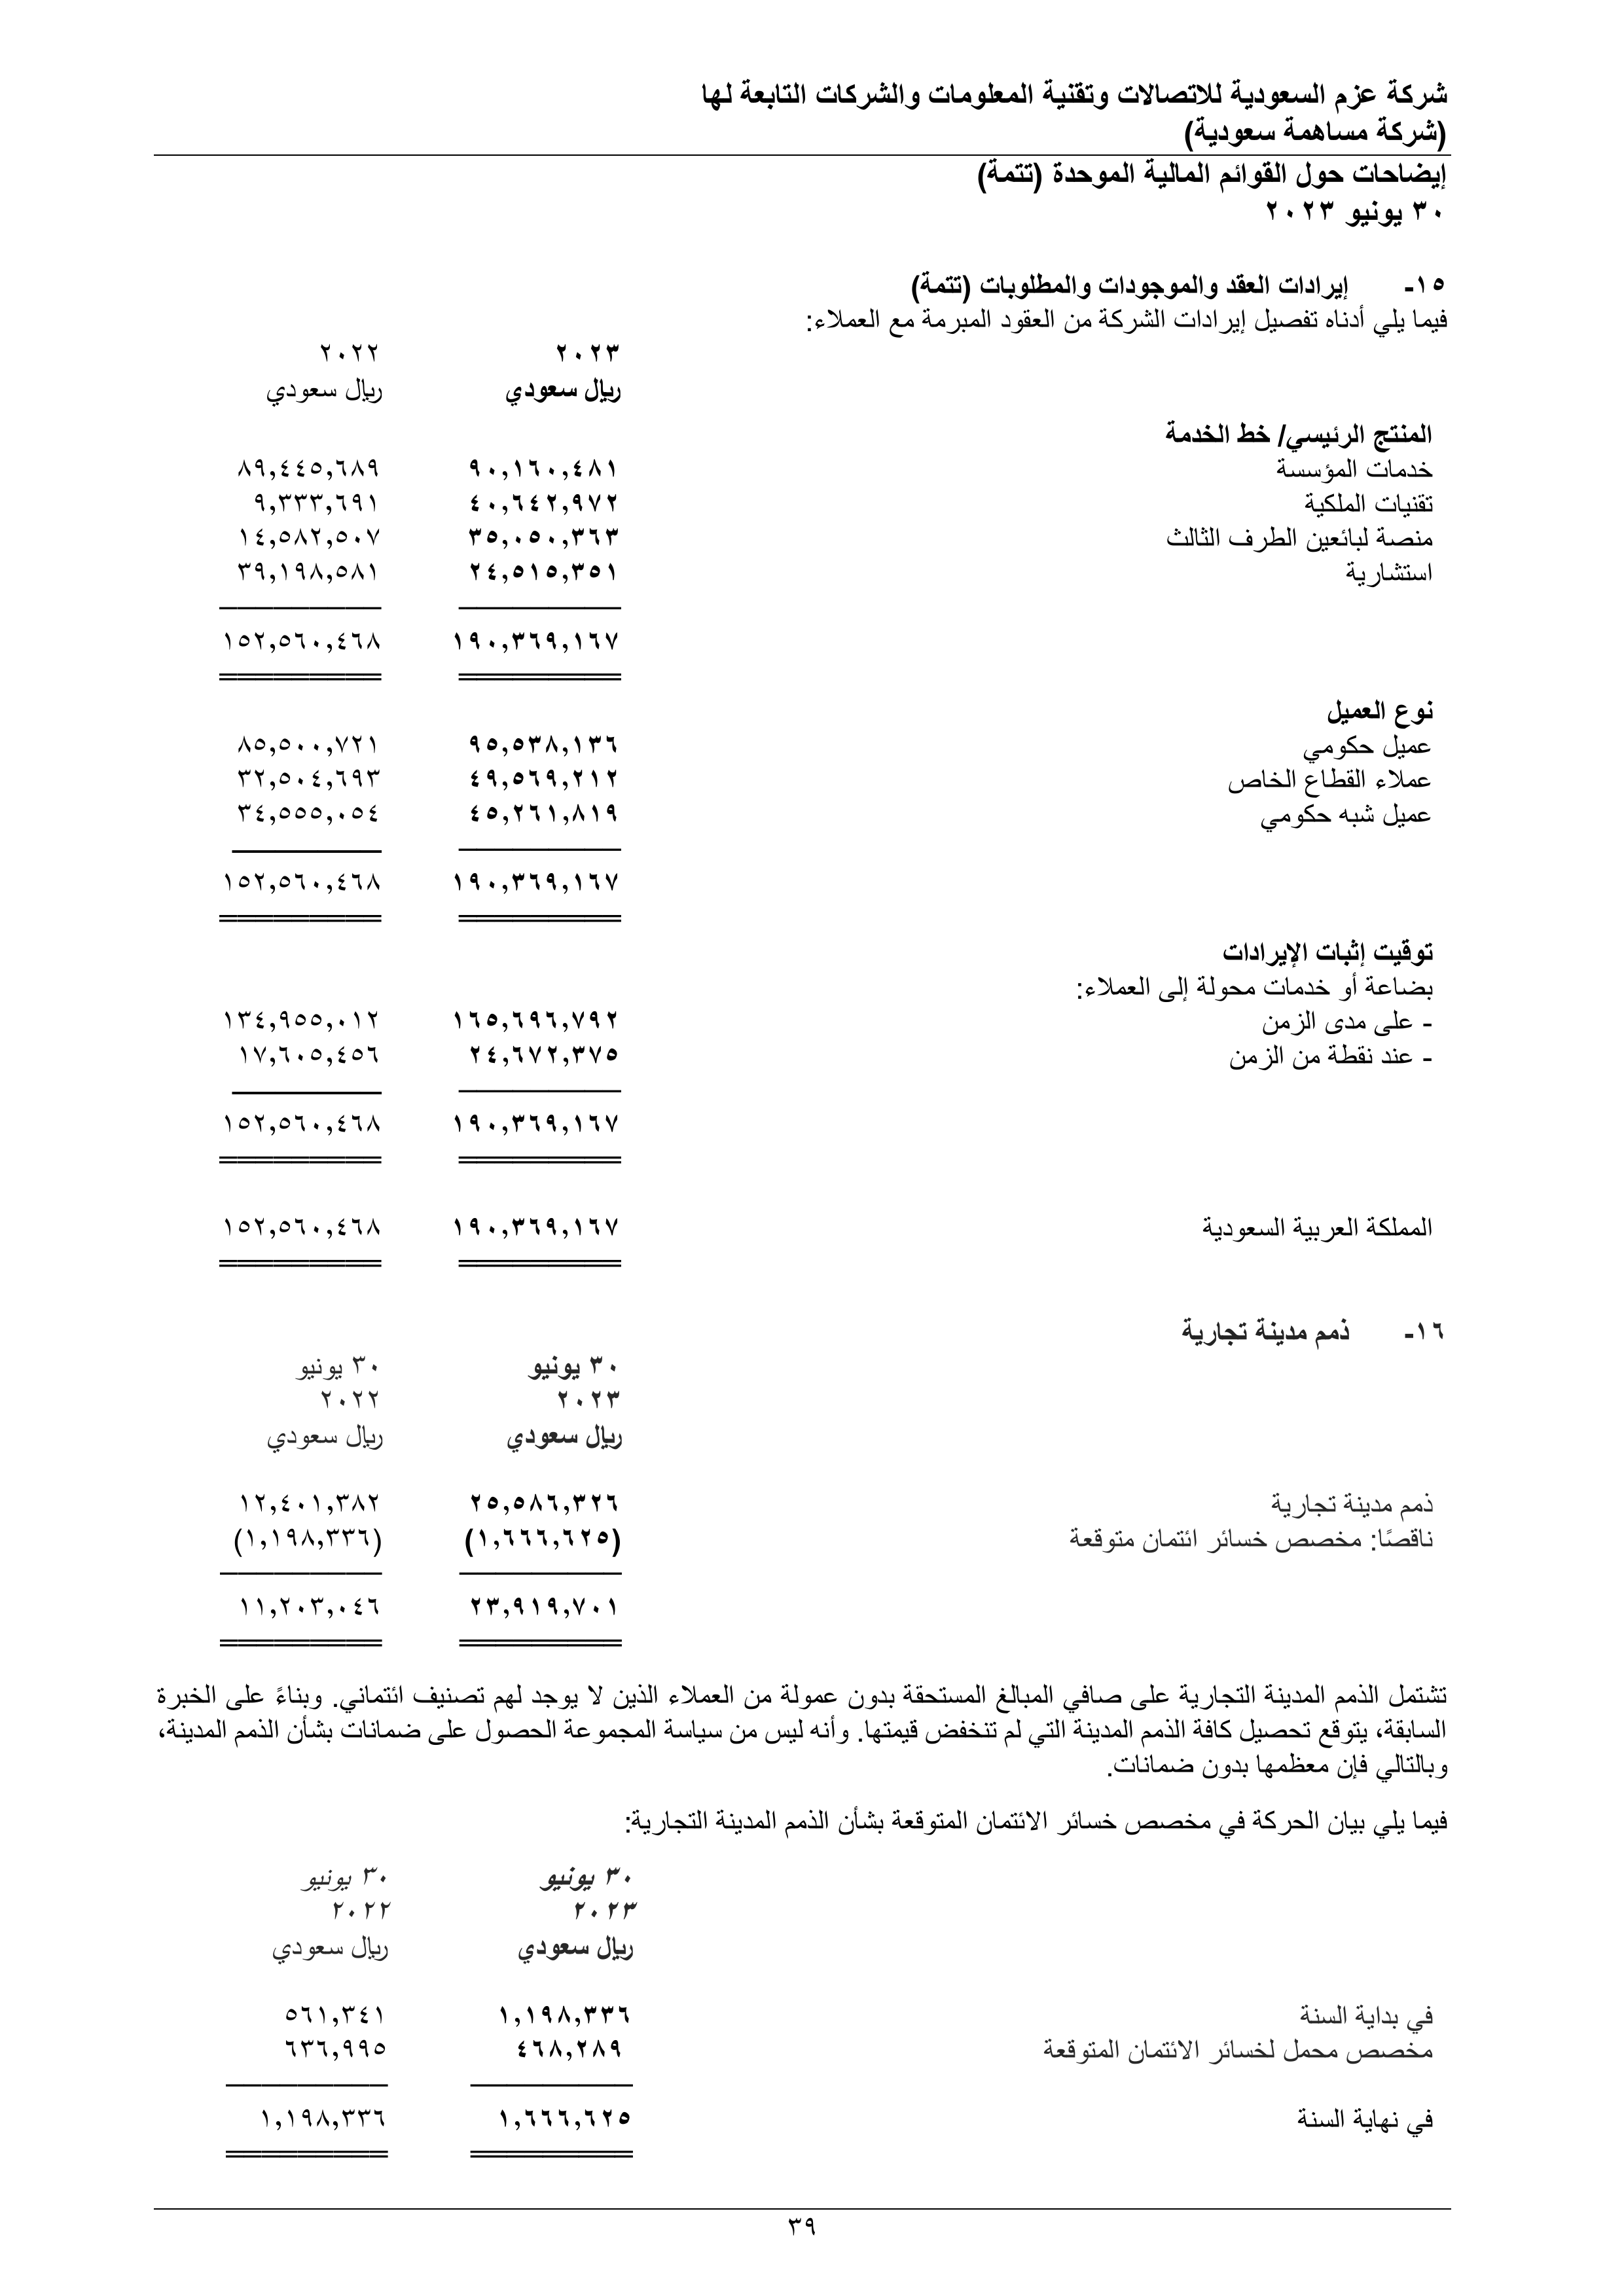 شركة عزم السعودية للاتصالات وتقنية المعلومات والشركات التابعة لها
(شركة مساهمة سعودية)
إيضاحات حول القوائم المالية الموحدة (تتمة)
٣٠ يونيو ٢٠٢٣
١٥- إيرادات العقد والموجودات والمطلوبات (تتمة)
فيما يلي أدناه تفصيل إيرادات الشركة من العقود المبرمة مع العملاء:
٢٠٢٣ ٢٠٢٢
ريال سعودي ريال سعودي
المنتج الرئيسي/ خط الخدمة
خدمات المؤسسة ٩٠,١٦٠,٤٨١ ٨٩,٤٤٥,٦٨٩
تقنيات الملكية ٤٠,٦٤٢,٩٧٢ ٩,٣٣٣,٦٩١
منصة لبائعين الطرف الثالث ٣٥,٠٥٠,٣٦٣ ١٤,٥٨٢,٥٠٧
استشارية ٢٤,٥١٥,٣٥١ ٣٩,١٩٨,٥٨١
١٩٠,٣٦٩,١٦٧ ١٥٢,٥٦٠,٤٦٨
نوع العميل
عميل حكومي ٩٥,٥٣٨,١٣٦ ٨٥,٥٠٠,٧٢١
عملاء القطاع الخاص ٤٩,٥٦٩,٢١٢ ٣٢,٥٠٤,٦٩٣
عميل شبه حكومي ٤٥,٢٦١,٨١٩ ٣٤,٥٥٥,٠٥٤
١٩٠,٣٦٩,١٦٧ ١٥٢,٥٦٠,٤٦٨
توقيت إثبات الإيرادات
بضاعة أو خدمات محولة إلى العملاء:
- على مدى الزمن ١٦٥,٦٩٦,٧٩٢ ١٣٤,٩٥٥,٠١٢
- عند نقطة من الزمن ٢٤,٦٧٢,٣٧٥ ١٧,٦٠٥,٤٥٦
١٩٠,٣٦٩,١٦٧ ١٥٢,٥٦٠,٤٦٨
المملكة العربية السعودية ١٩٠,٣٦٩,١٦٧ ١٥٢,٥٦٠,٤٦٨
١٦- ذمم مدينة تجارية
٣٠ يونيو ٣٠ يونيو
٢٠٢٣ ٢٠٢٢
ريال سعودي ريال سعودي
ذمم مدينة تجارية ٢٥,٥٨٦,٣٢٦ ١٢,٤٠١,٣٨٢
ناقصًا: مخصص خسائر ائتمان متوقعة (١,٦٦٦,٦٢٥) (١,١٩٨,٣٣٦)
٢٣,٩١٩,٧٠١ ١١,٢٠٣,٠٤٦
تشتمل الذمم المدينة التجارية على صافي المبالغ المستحقة بدون عمولة من العملاء الذين لا يوجد لهم تصنيف ائتماني. وبناءً على الخبرة
السابقة، يتوقع تحصيل كافة الذمم المدينة التي لم تنخفض قيمتها. وأنه ليس من سياسة المجموعة الحصول على ضمانات بشأن الذمم المدينة،
وبالتالي فإن معظمها بدون ضمانات.
فيما يلي بيان الحركة في مخصص خسائر الائتمان المتوقعة بشأن الذمم المدينة التجارية:
٣٠ يونيو ٣٠ يونيو
٢٠٢٣ ٢٠٢٢
ريال سعودي ريال سعودي
في بداية السنة ١,١٩٨,٣٣٦ ٥٦١,٣٤١
مخصص محمل لخسائر الائتمان المتوقعة ٤٦٨,٢٨٩ ٦٣٦,٩٩٥
في نهاية السنة ١,٦٦٦,٦٢٥ ١,١٩٨,٣٣٦
٣٩